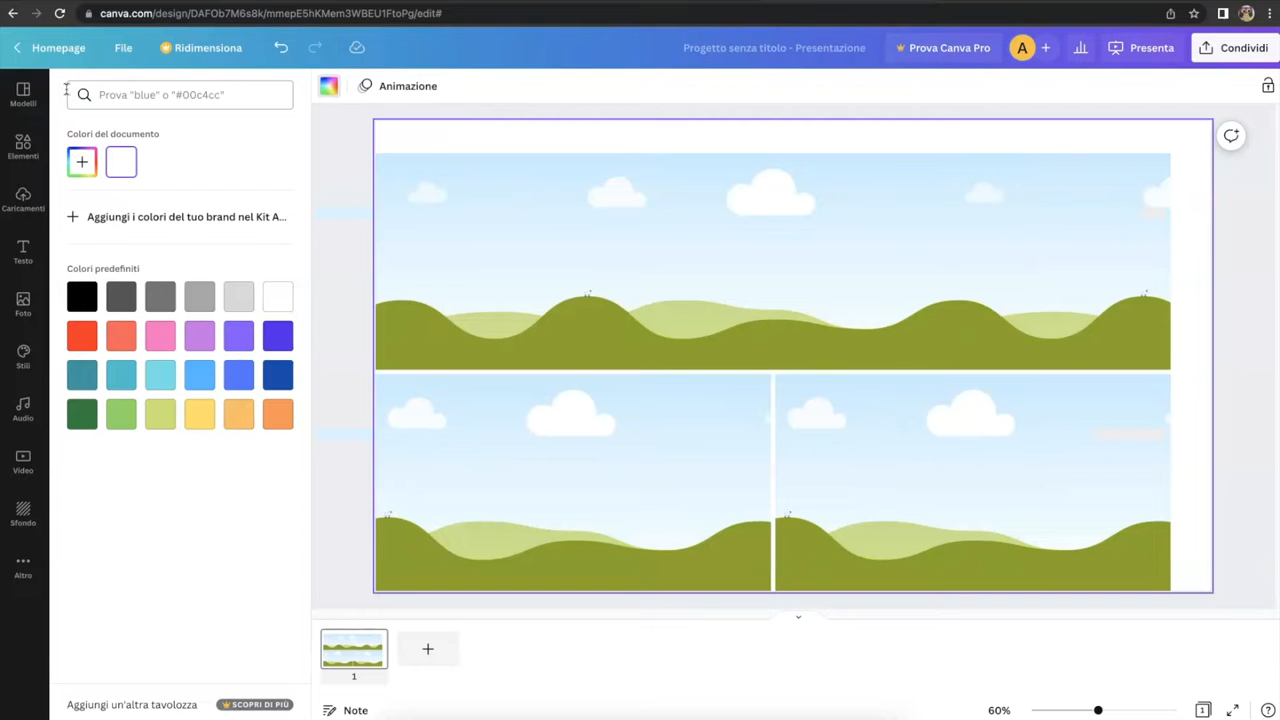 canva.com/design/DAFOb7M6s8k/mmepE5hKMem3WBEU1FtoPg/edit#
Homepage File Ridimensiona Progetto senza titolo - Presentazione Prova Canva Pro A Presenta Condividi
Modelli
Elementi
Caricamenti
Testo
Foto
Stili
Audio
Video
Sfondo
Altro
Prova "blue" o "#00c4cc"
Colori del documento
Aggiungi i colori del tuo brand nel Kit A...
Colori predefiniti
Aggiungi un'altra tavolozza SCOPRI DI PIÙ
Animazione
1
Note
60%
1